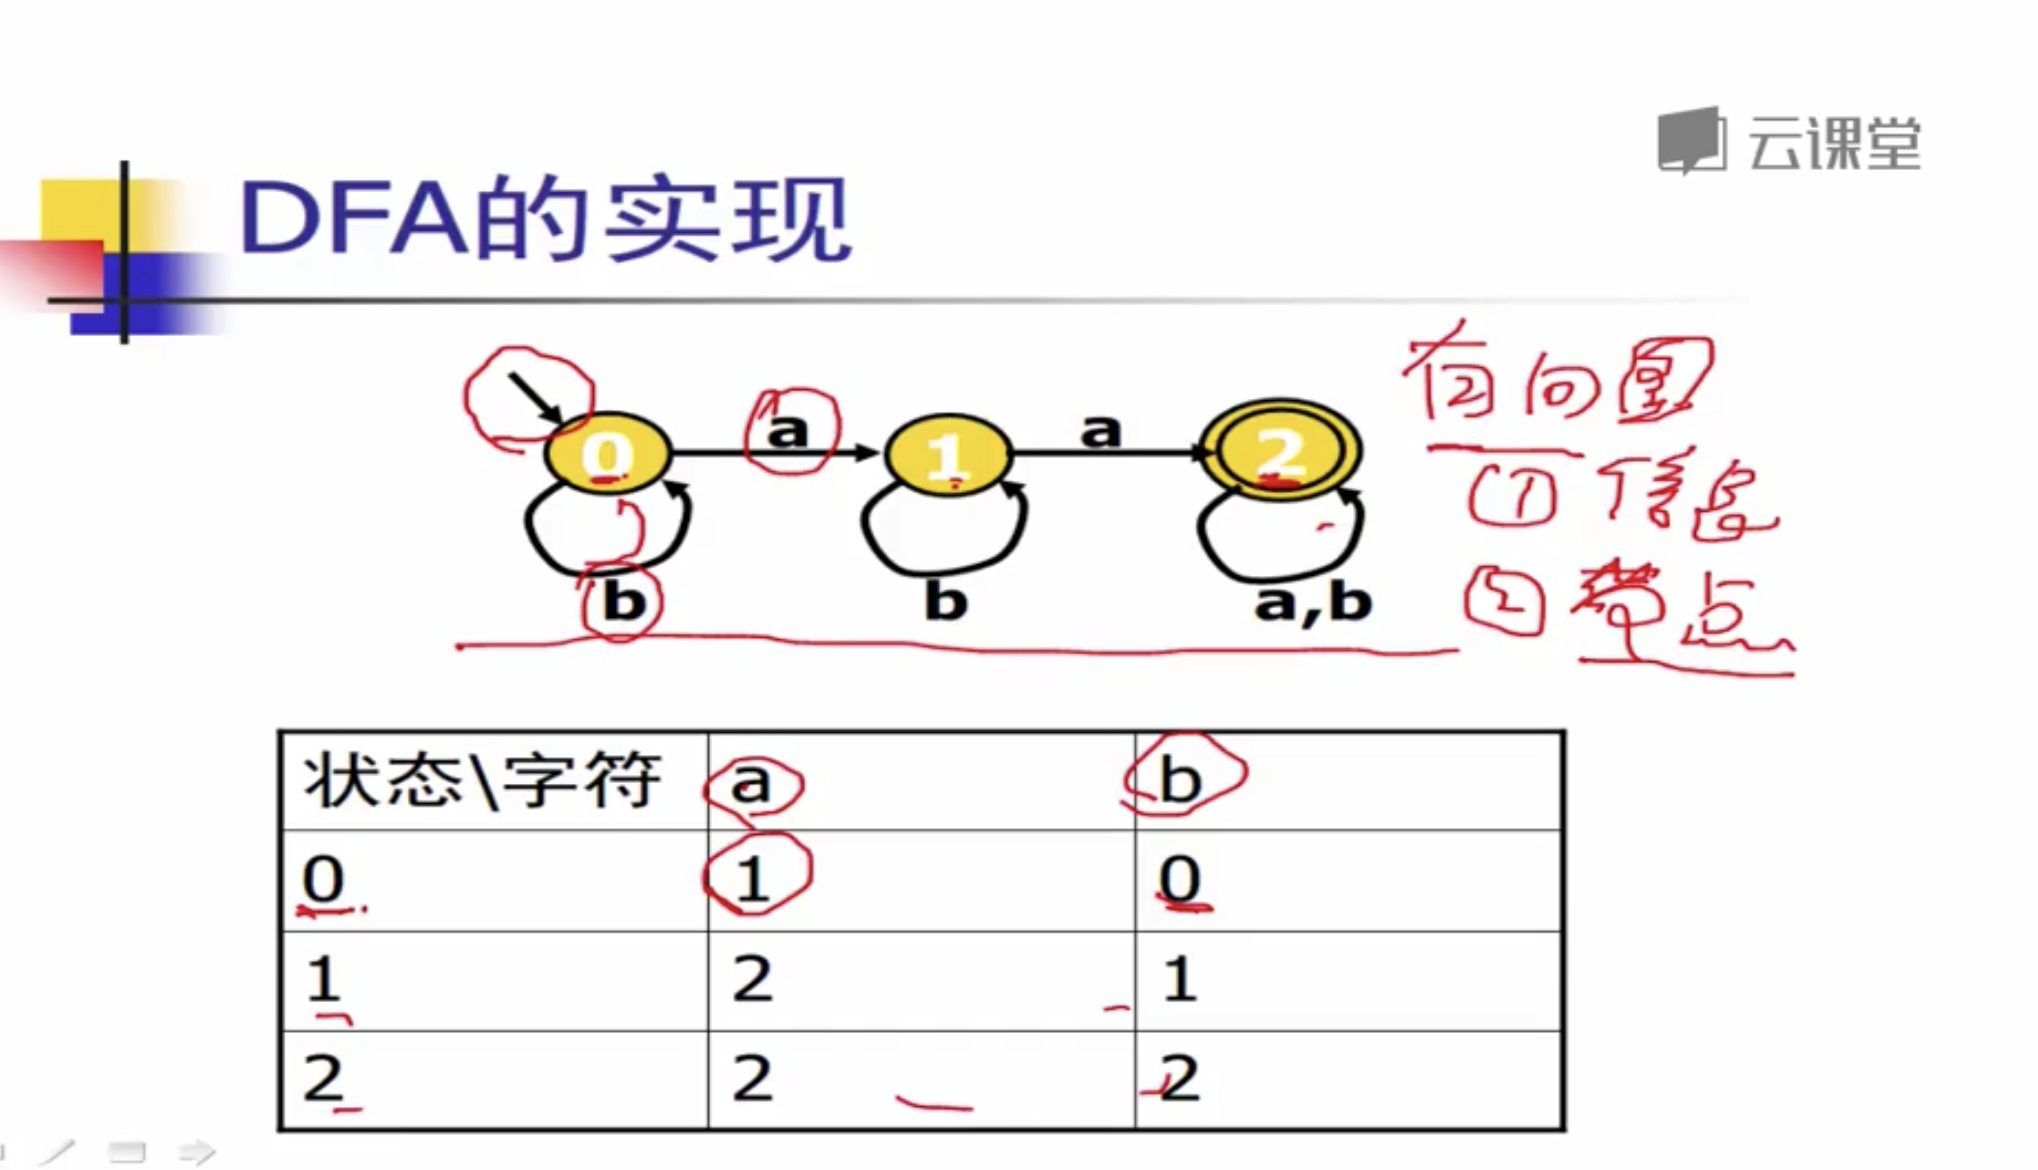 云课堂
DFA的实现
有向图
0 a 1 a 2
① 信息
② 节点
b b a,b
状态\字符 a b
0 1 0
1 2 1
2 2 2